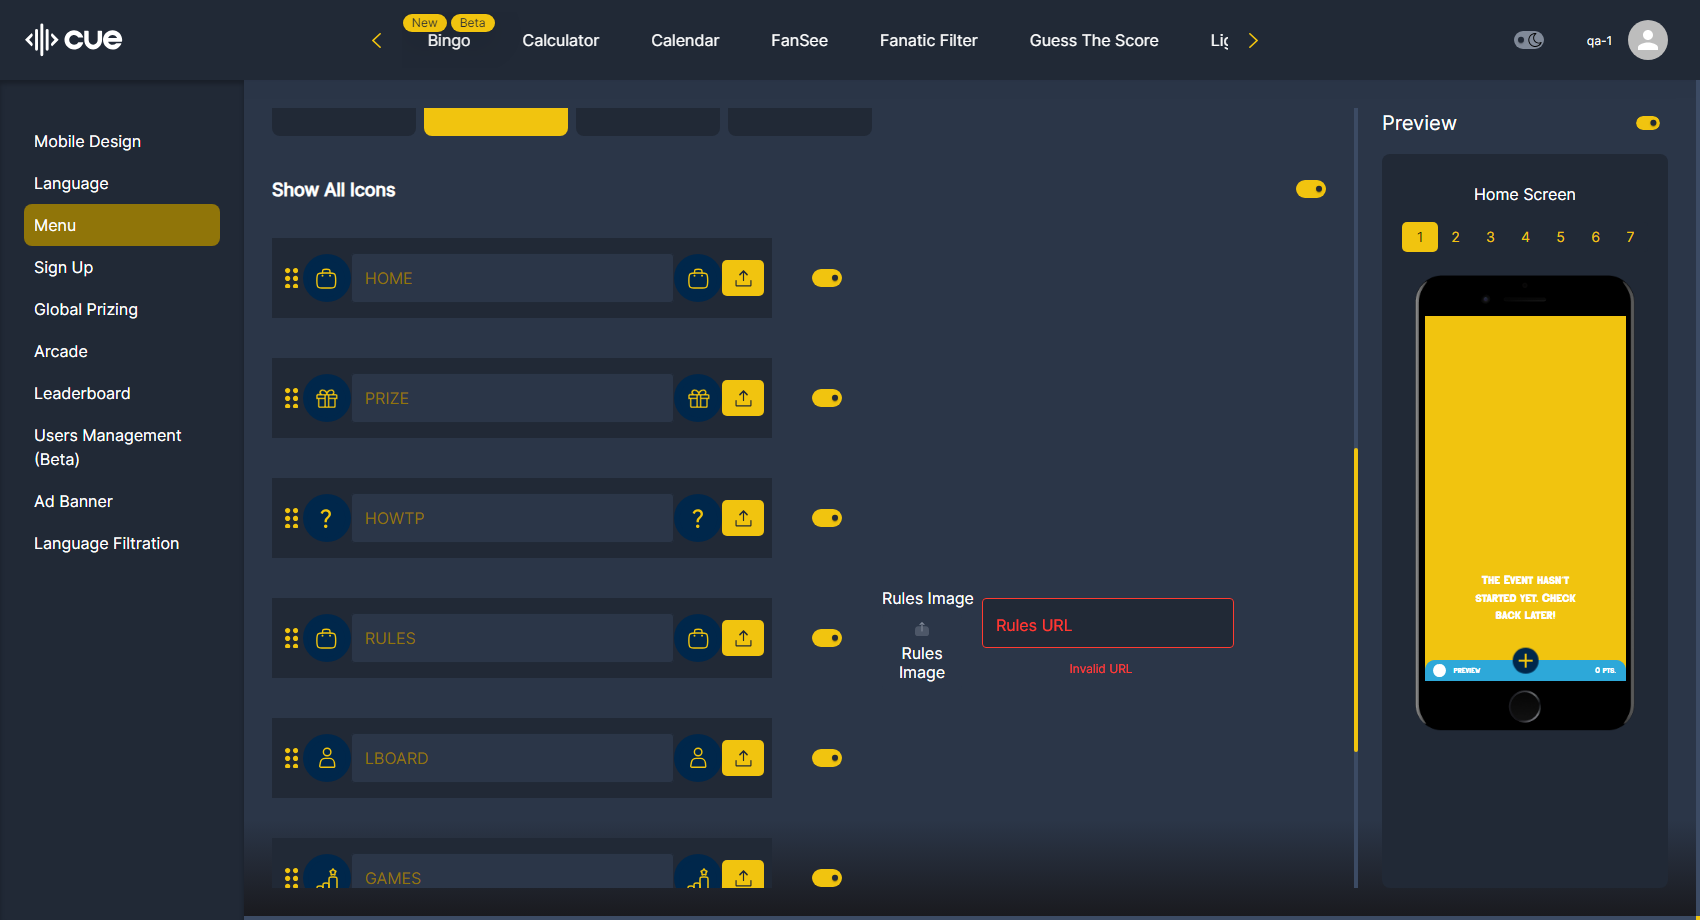 cue
New
Beta
Bingo
Calculator
Calendar
FanSee
Fanatic Filter
Guess The Score
qa-1
Mobile Design
Language
Menu
Sign Up
Global Prizing
Arcade
Leaderboard
Users Management
(Beta)
Ad Banner
Language Filtration
Show All Icons
HOME
PRIZE
?
HOWTP
?
RULES
Rules Image
Rules
Image
Rules URL
Invalid URL
LBOARD
GAMES
Preview
Home Screen
1 2 3 4 5 6 7
The Event hasn't
started yet. Check
back later!
PREVIEW
0 PTS.